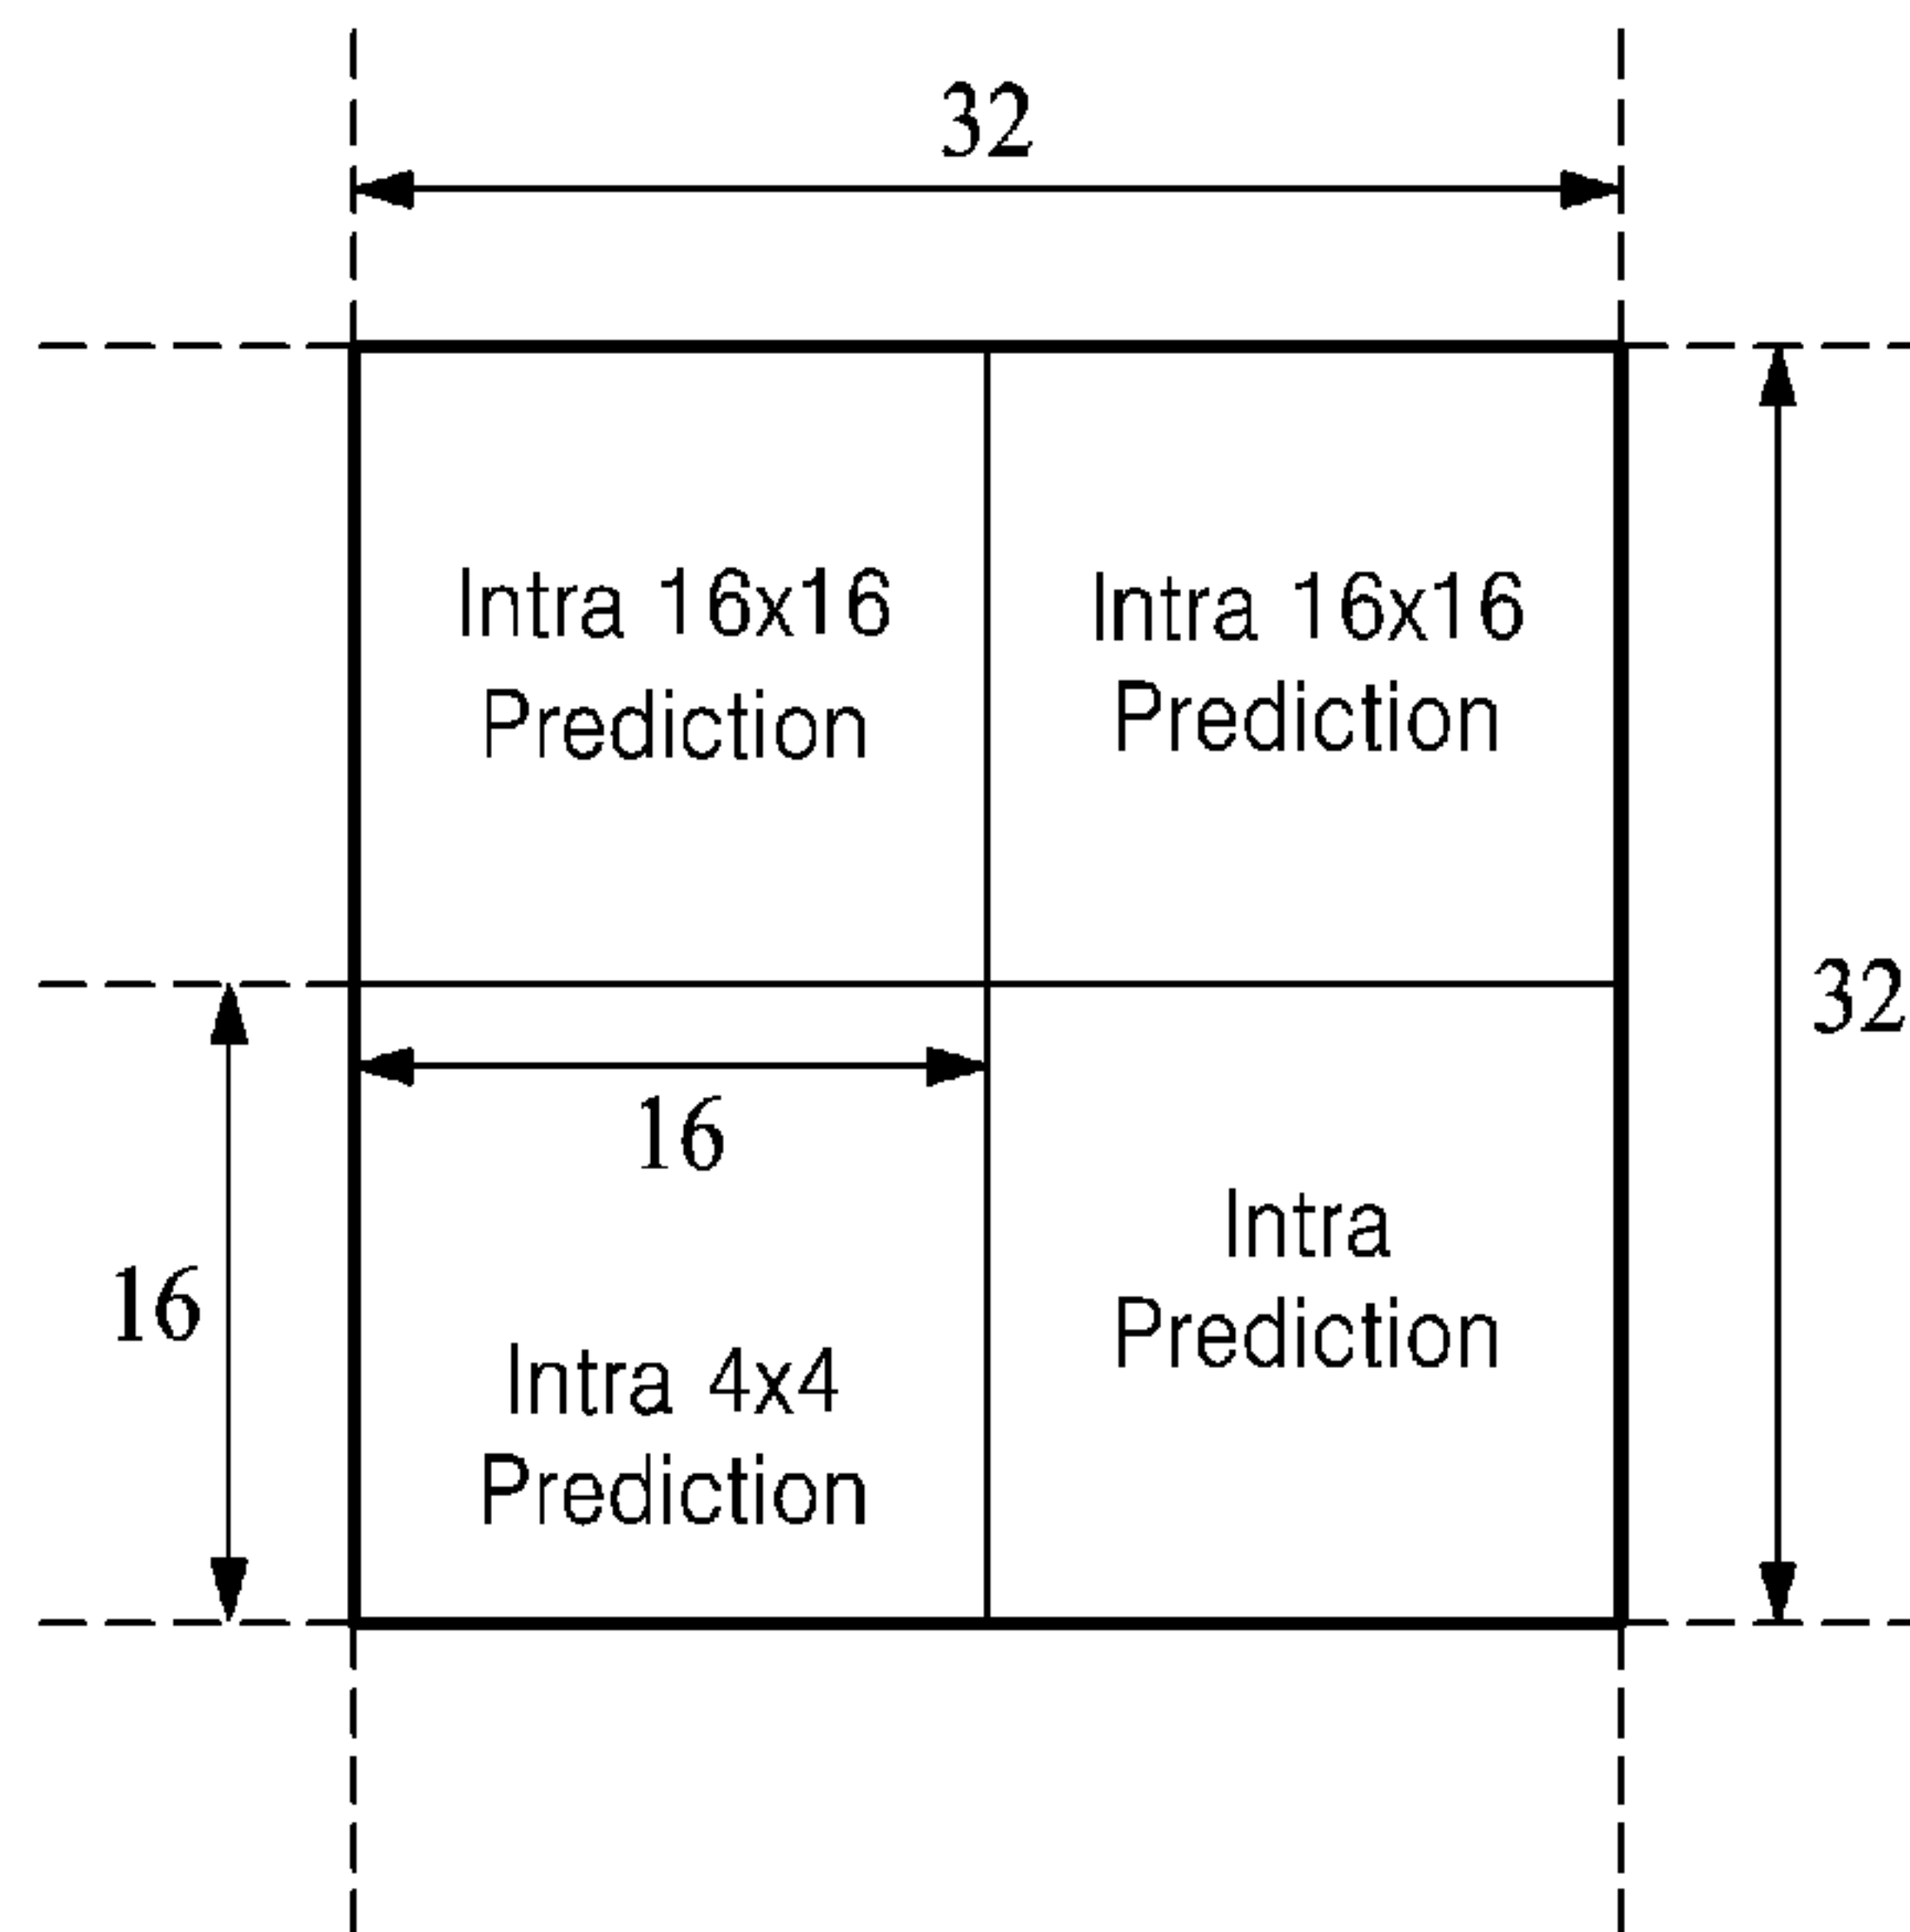 32
Intra 16x16
Prediction
Intra 16x16
Prediction
32
16
16
Intra 4x4
Prediction
Intra
Prediction